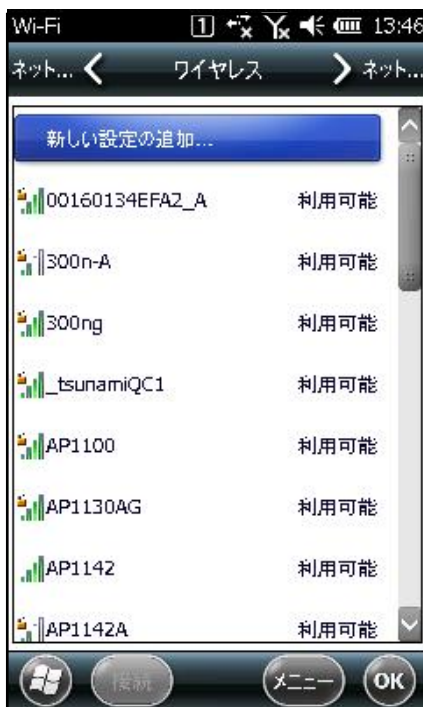 Wi-Fi 1 13:46
ネット... ワイヤレス ネット...
新しい設定の追加...
00160134EFA2_A 利用可能
300n-A 利用可能
300ng 利用可能
_tsunamiQC1 利用可能
AP1100 利用可能
AP1130AG 利用可能
AP1142 利用可能
AP1142A 利用可能
接続 メニュー OK